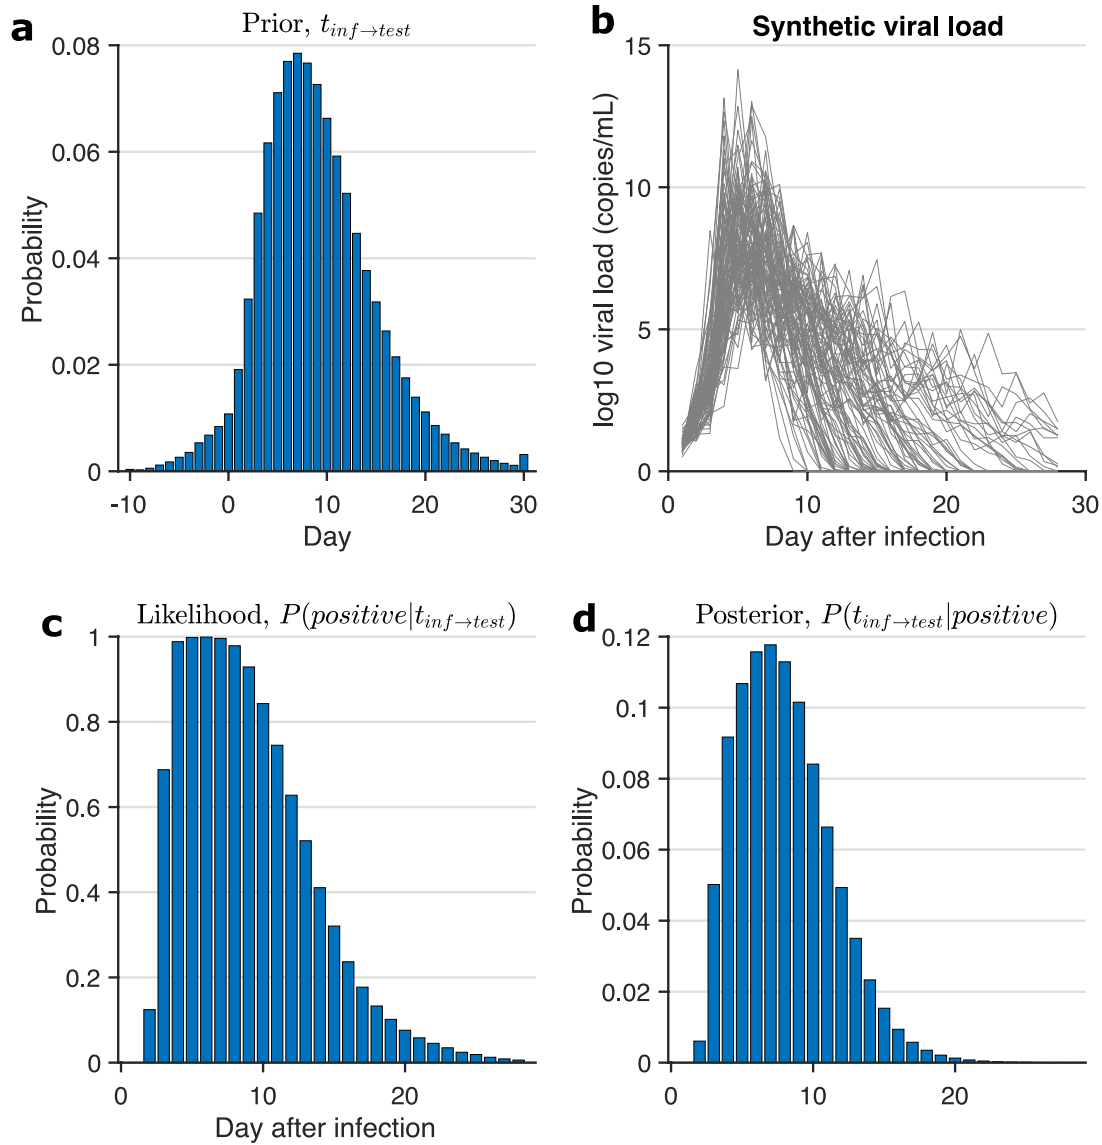 a
Prior, t_{inf→test}
0.08
0.06
0.04
0.02
0
Probability
-10 0 10 20 30
Day
b
Synthetic viral load
15
10
5
0
log10 viral load (copies/mL)
0 10 20 30
Day after infection
c
Likelihood, P(positive|t_{inf→test})
1
0.8
0.6
0.4
0.2
0
Probability
0 10 20
Day after infection
d
Posterior, P(t_{inf→test}|positive)
0.12
0.1
0.08
0.06
0.04
0.02
0
Probability
0 10 20